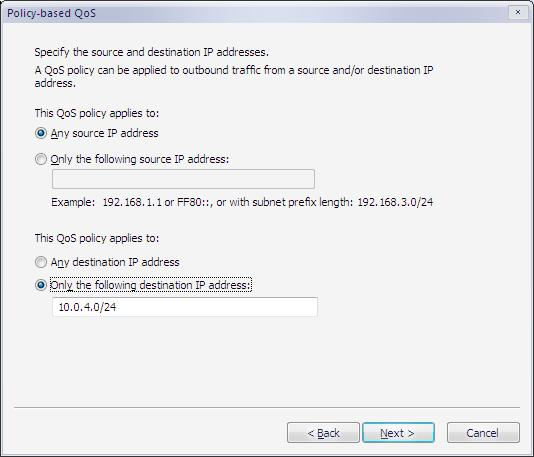 Policy-based QoS
Specify the source and destination IP addresses.
A QoS policy can be applied to outbound traffic from a source and/or destination IP
address.
This QoS policy applies to:
Any source IP address
Only the following source IP address:
Example: 192.168.1.1 or FF80::, or with subnet prefix length: 192.168.3.0/24
This QoS policy applies to:
Any destination IP address
Only the following destination IP address:
10.0.4.0/24
< Back Next > Cancel